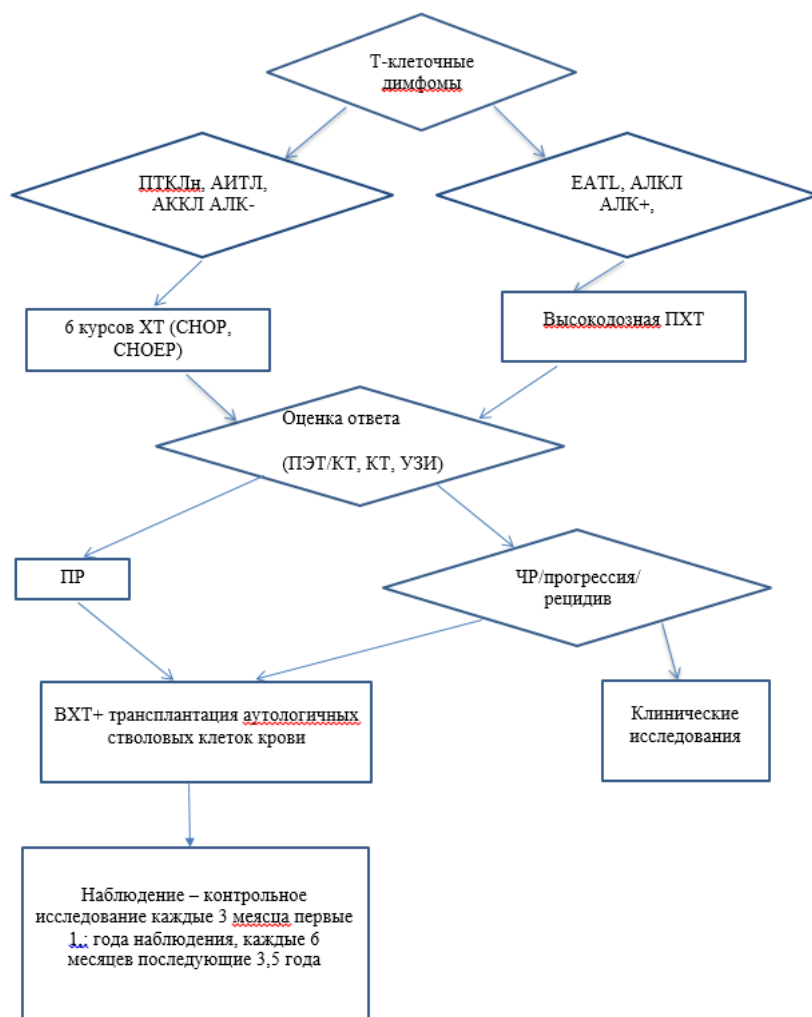 Т-клеточные
димфомы
ПТКЛн, АИТЛ,
АККЛ АЛК-
EATL, АЛКЛ
АЛК+,
6 курсов ХТ (CHOP,
CHOEP)
Высокодозная ПХТ
Оценка ответа
(ПЭТ/КТ, КТ, УЗИ)
ПР
ЧР/прогрессия/
рецидив
ВХТ+ трансплантация аутологичных
стволовых клеток крови
Клинические
исследования
Наблюдение – контрольное
исследование каждые 3 меясца первые
1,: года наблюдения, каждые 6
месяцев последующие 3,5 года